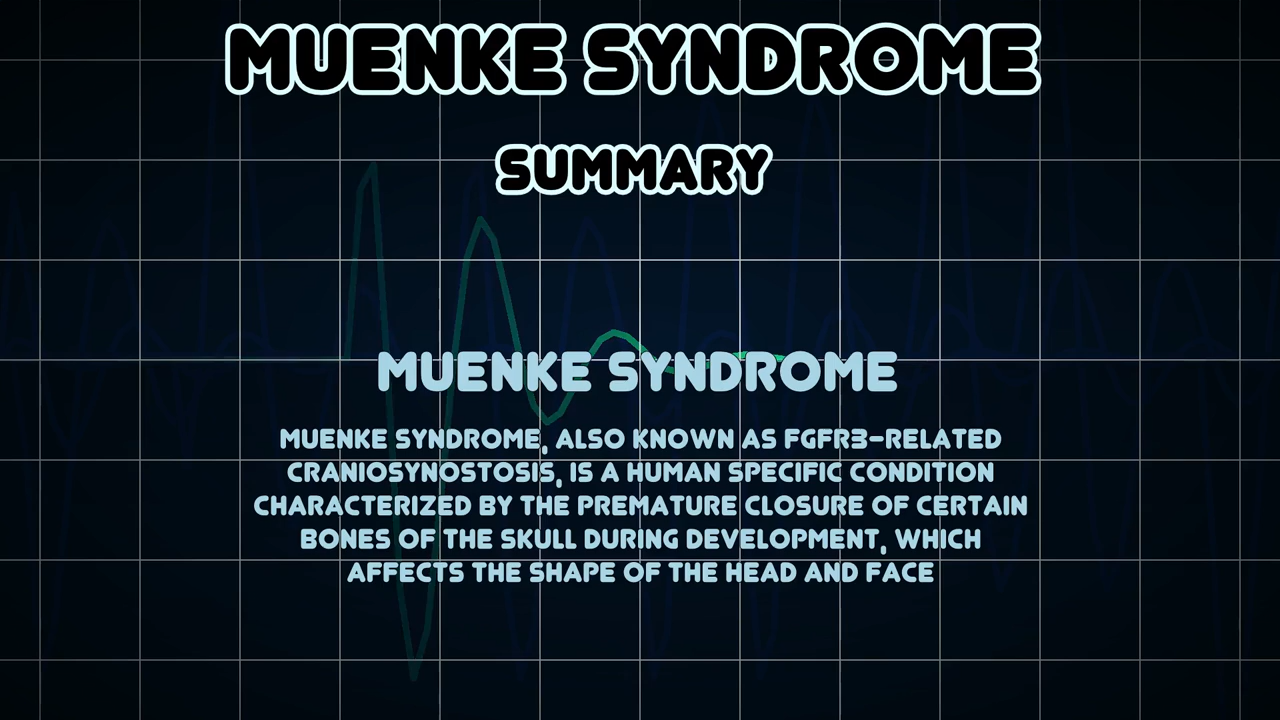 MUENKE SYNDROME
SUMMARY
MUENKE SYNDROME
MUENKE SYNDROME, ALSO KNOWN AS FGFR3-RELATED
CRANIOSYNOSTOSIS, IS A HUMAN SPECIFIC CONDITION
CHARACTERIZED BY THE PREMATURE CLOSURE OF CERTAIN
BONES OF THE SKULL DURING DEVELOPMENT, WHICH
AFFECTS THE SHAPE OF THE HEAD AND FACE